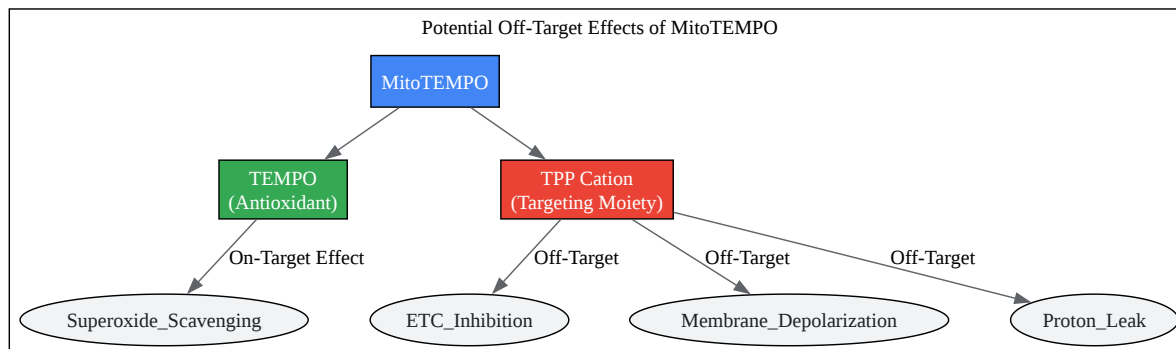 Potential Off-Target Effects of MitoTEMPO
MitoTEMPO
TEMPO
(Antioxidant)
TPP Cation
(Targeting Moiety)
On-Target Effect
Off-Target
Off-Target
Off-Target
Superoxide_Scavenging
ETC_Inhibition
Membrane_Depolarization
Proton_Leak